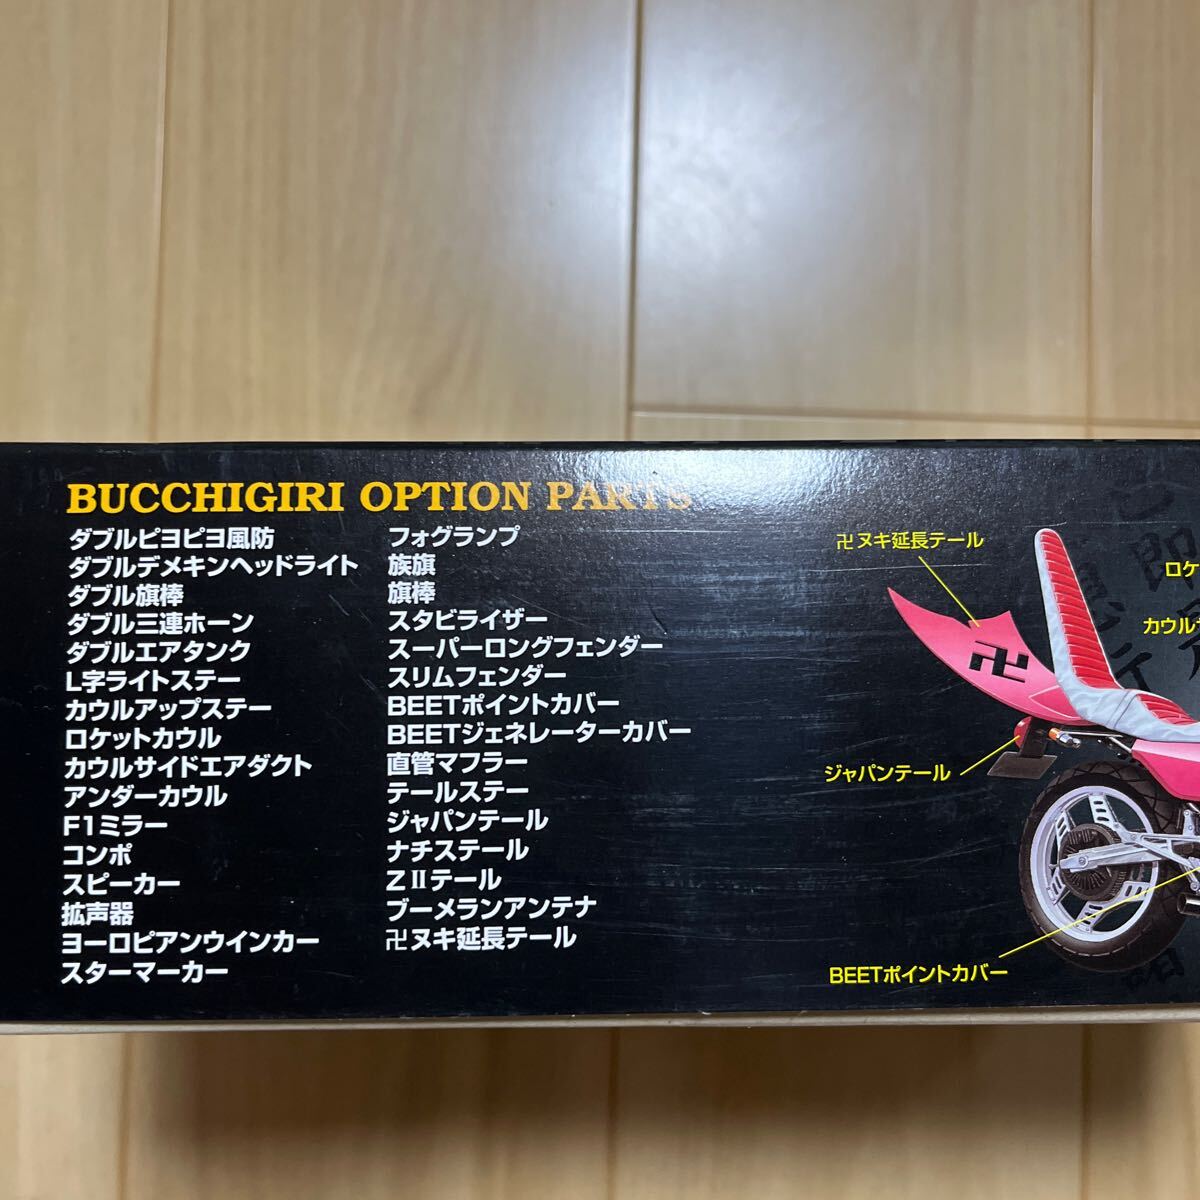 BUCCHIGIRI OPTION PARTS
ダブルピヨピヨ風防
ダブルデメキンヘッドライト
ダブル旗棒
ダブル三連ホーン
ダブルエアタンク
L字ライトステー
カウルアップステー
ロケットカウル
カウルサイドエアダクト
アンダーカウル
F1ミラー
コンポ
スピーカー
拡声器
ヨーロピアンウインカー
スターマーカー
フォグランプ
族旗
旗棒
スタビライザー
スーパーロングフェンダー
スリムフェンダー
BEETポイントカバー
BEETジェネレーターカバー
直管マフラー
テールステー
ジャパンテール
ナチステール
ZⅡテール
ブーメランアンテナ
卍ヌキ延長テール
卍ヌキ延長テール
卍
ロケ
カウル
ジャパンテール
BEETポイントカバー